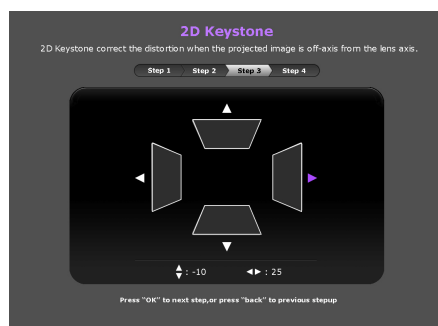 2D Keystone
2D Keystone correct the distortion when the projected image is off-axis from the lens axis.
Step 1 Step 2 Step 3 Step 4
: -10 : 25
Press "OK" to next step,or press "back" to previous stepup